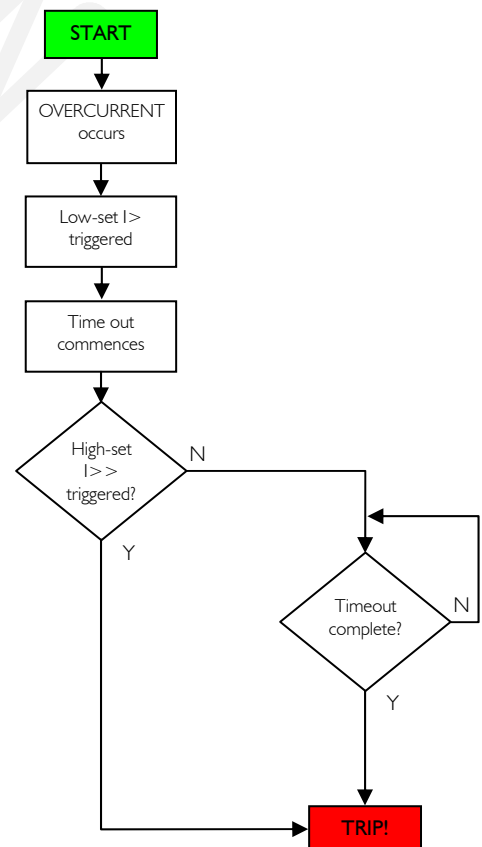 START
OVERCURRENT
occurs
Low-set I>
triggered
Time out
commences
High-set
I>>
triggered?
N
Y
Timeout
complete?
N
Y
TRIP!